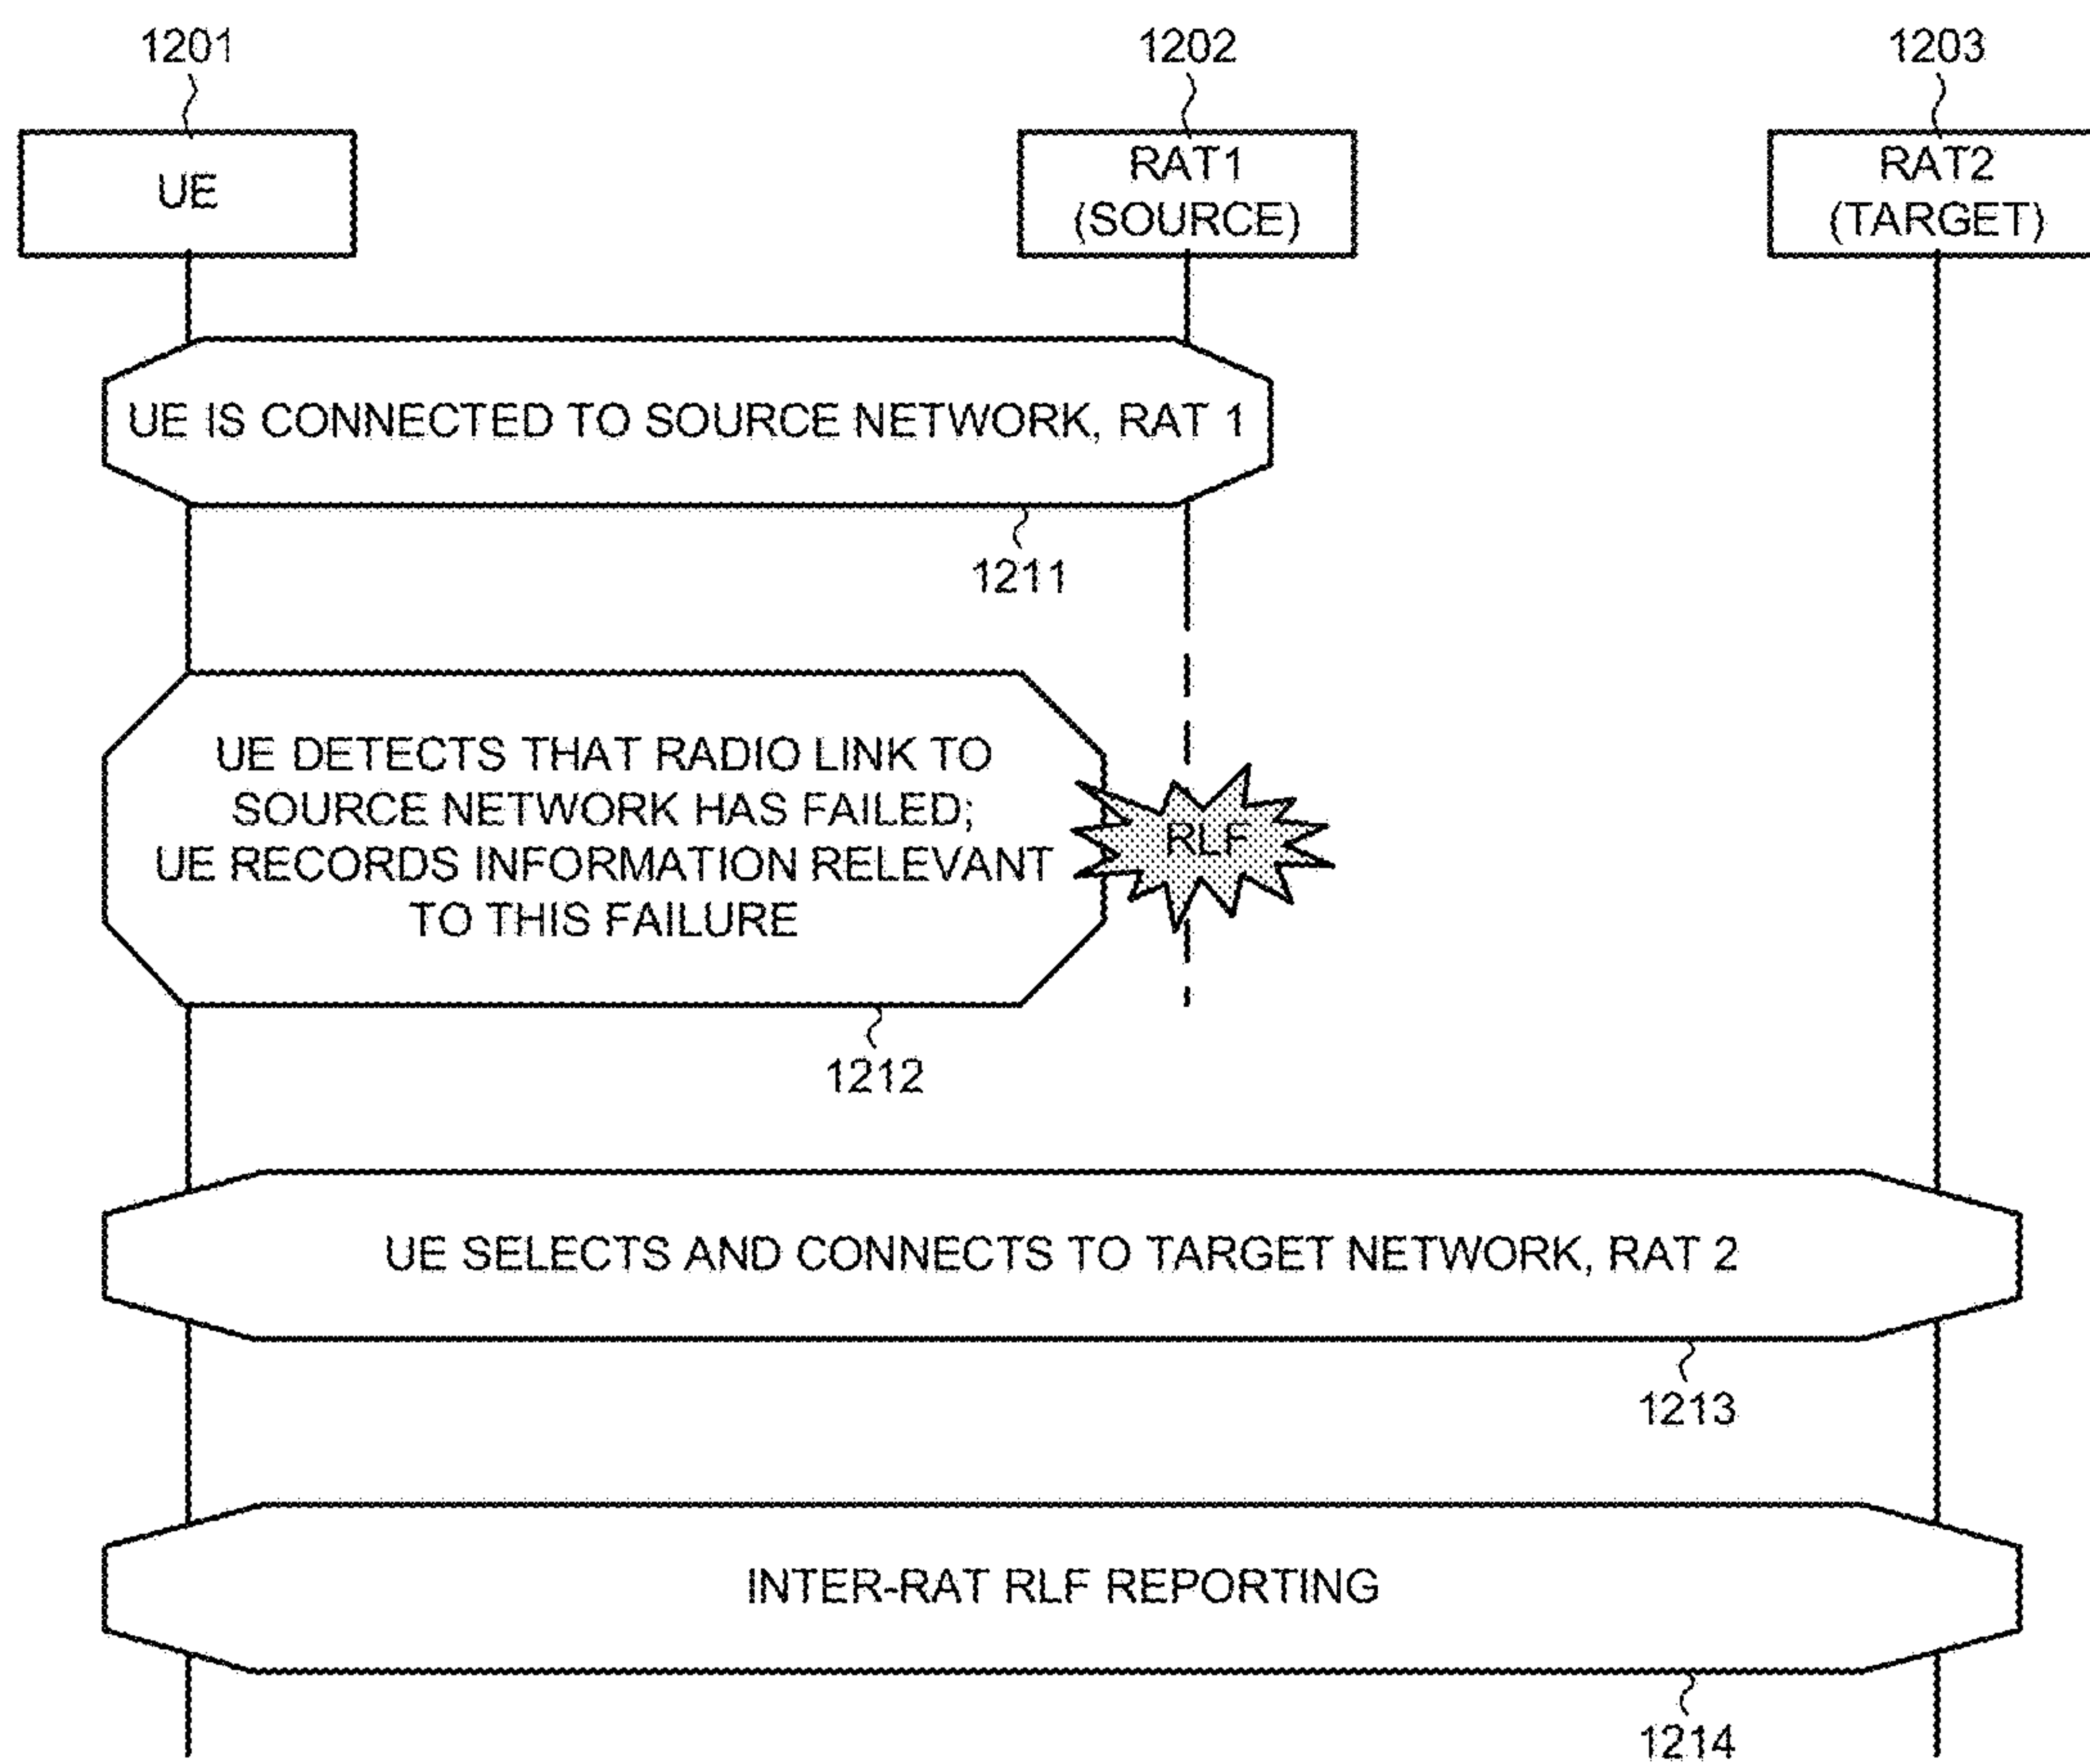 1201
1202
1203
UE
RAT1
(SOURCE)
RAT2
(TARGET)
UE IS CONNECTED TO SOURCE NETWORK, RAT 1
1211
UE DETECTS THAT RADIO LINK TO
SOURCE NETWORK HAS FAILED;
UE RECORDS INFORMATION RELEVANT
TO THIS FAILURE
RLF
1212
UE SELECTS AND CONNECTS TO TARGET NETWORK, RAT 2
1213
INTER-RAT RLF REPORTING
1214